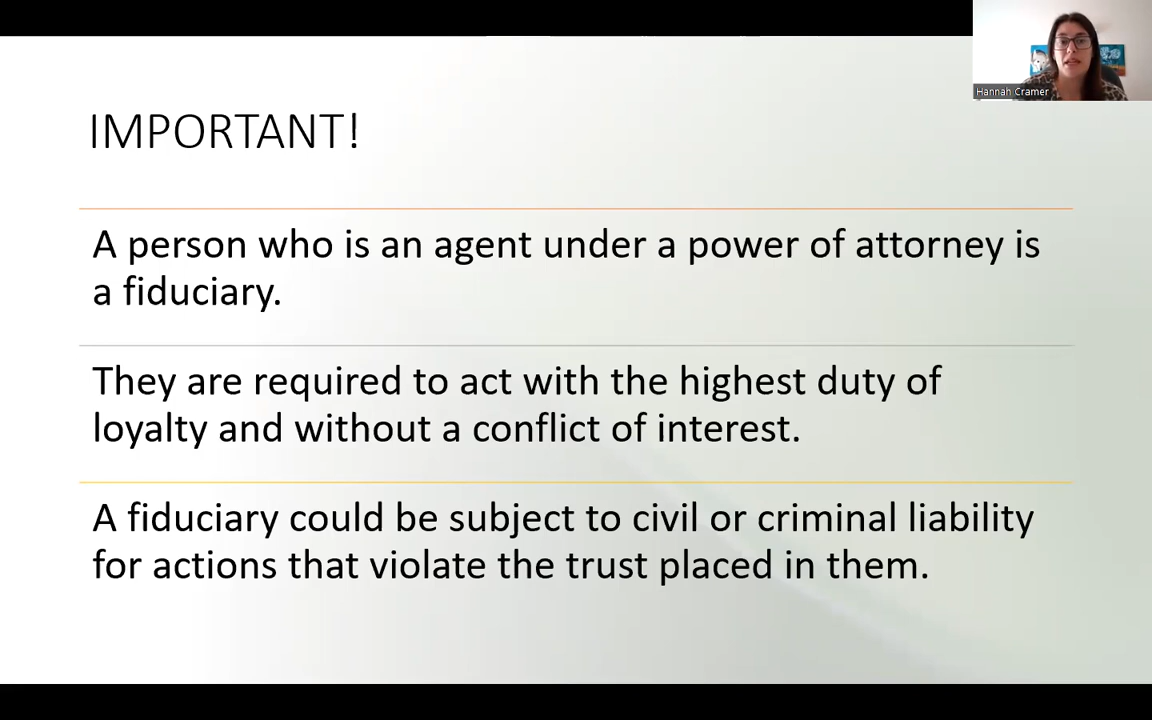 Hannah Cramer
IMPORTANT!
A person who is an agent under a power of attorney is
a fiduciary.
They are required to act with the highest duty of
loyalty and without a conflict of interest.
A fiduciary could be subject to civil or criminal liability
for actions that violate the trust placed in them.